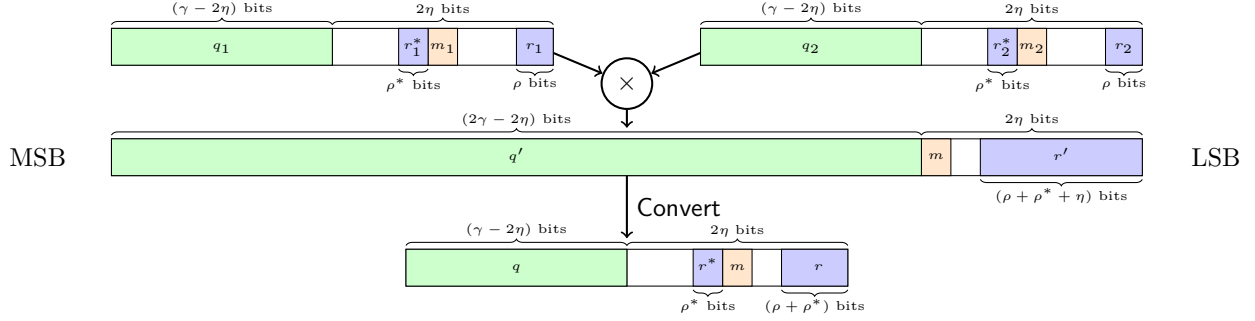 (γ − 2η) bits 2η bits (γ − 2η) bits 2η bits
q₁ r₁* m₁ r₁ q₂ r₂* m₂ r₂
ρ* bits ρ bits × ρ* bits ρ bits
(2γ − 2η) bits 2η bits
MSB q′ m r′ LSB
(ρ + ρ* + η) bits
Convert
(γ − 2η) bits 2η bits
q r* m r
ρ* bits (ρ + ρ*) bits